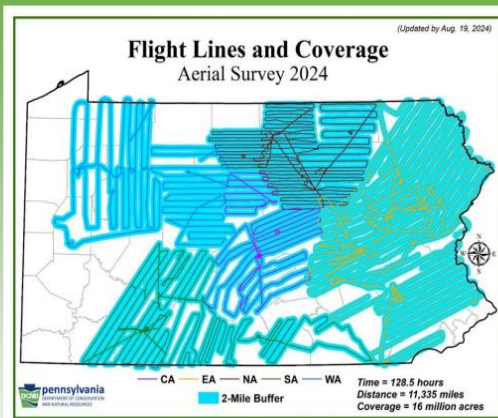 (Updated by Aug. 19, 2024)
Flight Lines and Coverage
Aerial Survey 2024
N
W
E
S
CA EA NA SA WA
2-Mile Buffer
Time = 128.5 hours
Distance = 11,335 miles
Coverage = 16 million acres
pennsylvania
DEPARTMENT OF CONSERVATION
AND NATURAL RESOURCES